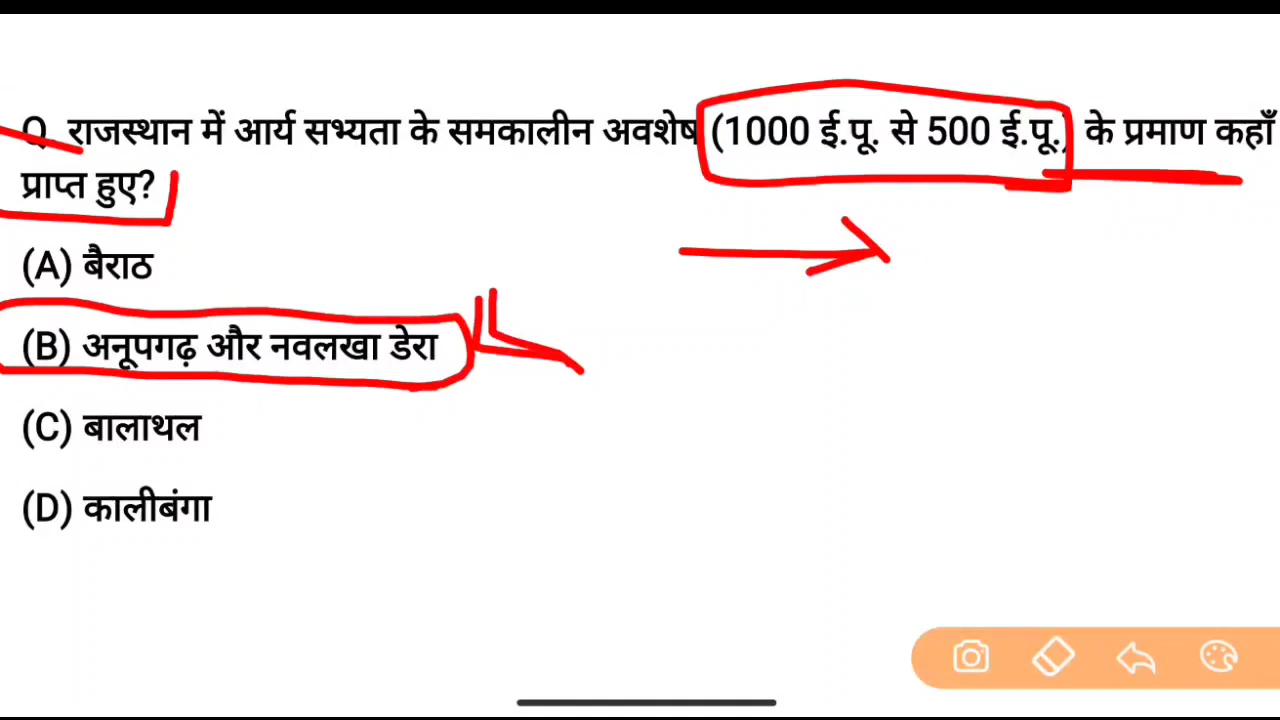 Q. राजस्थान में आर्य सभ्यता के समकालीन अवशेष (1000 ई.पू. से 500 ई.पू.) के प्रमाण कहाँ
प्राप्त हुए?
(A) बैराठ
(B) अनूपगढ़ और नवलखा डेरा
(C) बालाथल
(D) कालीबंगा